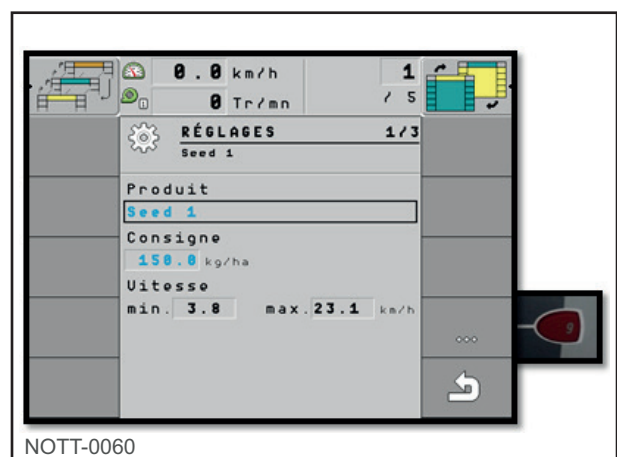 0.0 km/h 1
0 Tr/mn / 5
RÉGLAGES 1/3
Seed 1
Produit
Seed 1
Consigne
150.0 kg/ha
Vitesse
min. 3.8 max. 23.1 km/h
...
9
NOTT-0060